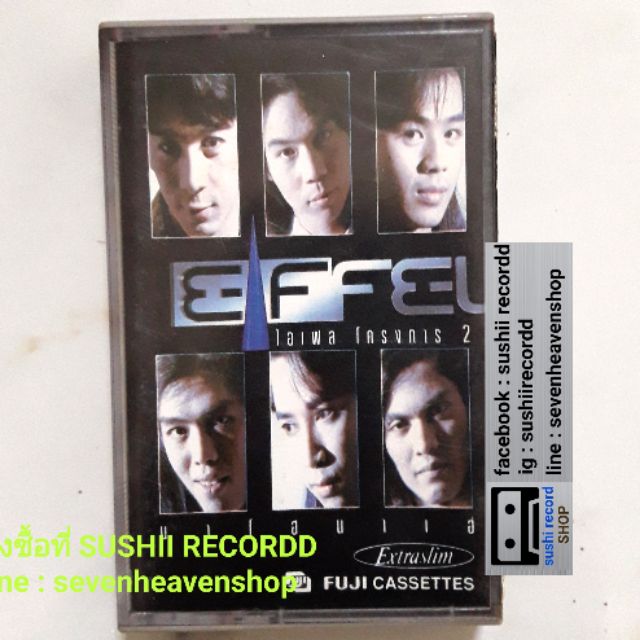 EIFFEL
ไอเฟล โครงการ 2
Extraslim
FUJI CASSETTES
งซื้อที่ SUSHII RECORDD
ne : sevenheavenshop
facebook : sushii recordd
ig : sushiirecordd
line : sevenheavenshop
sushi record
SHOP